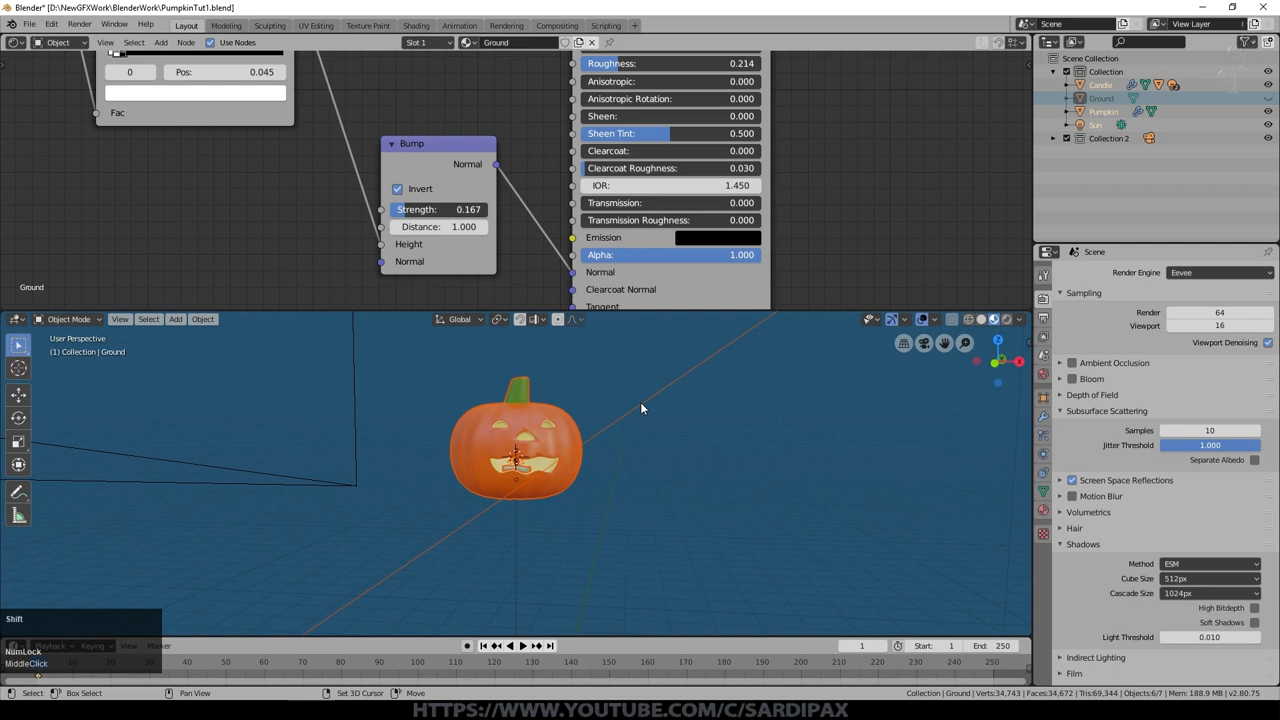 Blender* [D:\NewGFXWork\BlenderWork\PumpkinTut1.blend]
File Edit Render Window Help Layout Modeling Sculpting UV Editing Texture Paint Shading Animation Rendering Compositing Scripting Scene View Layer
Object View Select Add Node Use Nodes Slot 1 Ground
0 Pos: 0.045
Fac
Bump
Normal
Invert
Strength: 0.167
Distance: 1.000
Height
Normal
Ground
Roughness: 0.214
Anisotropic: 0.000
Anisotropic Rotation: 0.000
Sheen: 0.000
Sheen Tint: 0.500
Clearcoat: 0.000
Clearcoat Roughness: 0.030
IOR: 1.450
Transmission: 0.000
Transmission Roughness: 0.000
Emission
Alpha: 1.000
Normal
Clearcoat Normal
Tangent
Scene Collection
Collection
Candle
Ground
Pumpkin
Sun
Collection 2
Scene
Render Engine Eevee
Sampling
Render 64
Viewport 16
Viewport Denoising
Ambient Occlusion
Bloom
Depth of Field
Subsurface Scattering
Samples 10
Jitter Threshold 1.000
Separate Albedo
Screen Space Reflections
Motion Blur
Volumetrics
Hair
Shadows
Method ESM
Cube Size 512px
Cascade Size 1024px
High Bitdepth
Soft Shadows
Light Threshold 0.010
Indirect Lighting
Film
Object Mode View Select Add Object Global
User Perspective
(1) Collection | Ground
Z
X
Y
Shift
NumLock
MiddleClick
Playback Keying View Marker 1 Start: 1 End: 250
10 20 30 40 50 60 70 80 90 100 110 120 130 140 150 160 170 180 190 200 210 220 230 240 250
Select Box Select Pan View Set 3D Cursor Move Collection | Ground | Verts:34,743 | Faces:34,672 | Tris:69,344 | Objects:6/7 | Mem: 188.9 MB | v2.80.75
HTTPS://WWW.YOUTUBE.COM/C/SARDIPAX